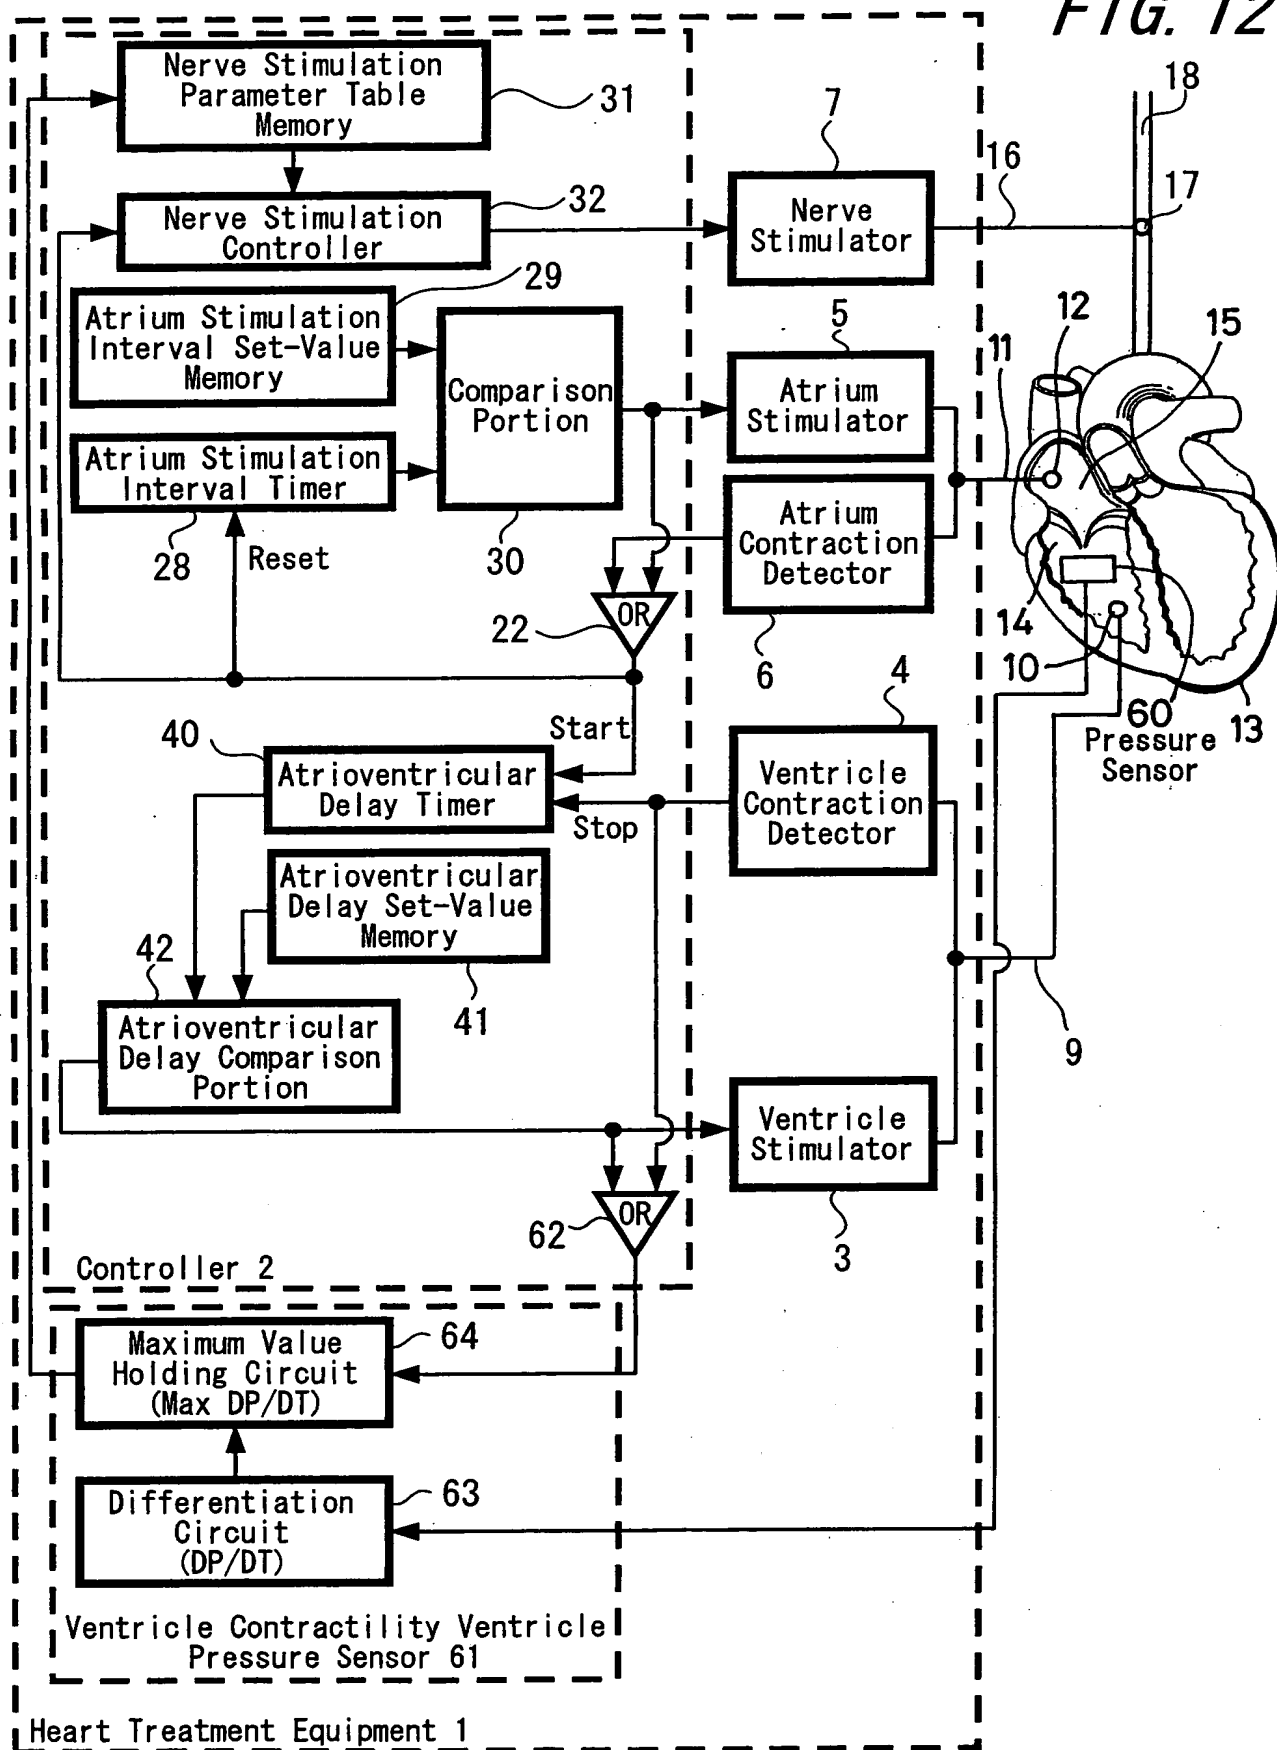 FIG. 12
Nerve Stimulation
Parameter Table
Memory
31
7
18
16
17
Nerve Stimulation
Controller
32
Nerve
Stimulator
29
5
12
15
11
Atrium Stimulation
Interval Set-Value
Memory
Comparison
Portion
Atrium
Stimulator
Atrium Stimulation
Interval Timer
28
Reset
30
Atrium
Contraction
Detector
14
OR
22
6
10
4
60
13
Pressure
Sensor
Start
40
Atrioventricular
Delay Timer
Stop
Ventricle
Contraction
Detector
Atrioventricular
Delay Set-Value
Memory
42
41
9
Atrioventricular
Delay Comparison
Portion
Ventricle
Stimulator
OR
62
3
Controller 2
Maximum Value
Holding Circuit
(Max DP/DT)
64
Differentiation
Circuit
(DP/DT)
63
Ventricle Contractility Ventricle
Pressure Sensor 61
Heart Treatment Equipment 1